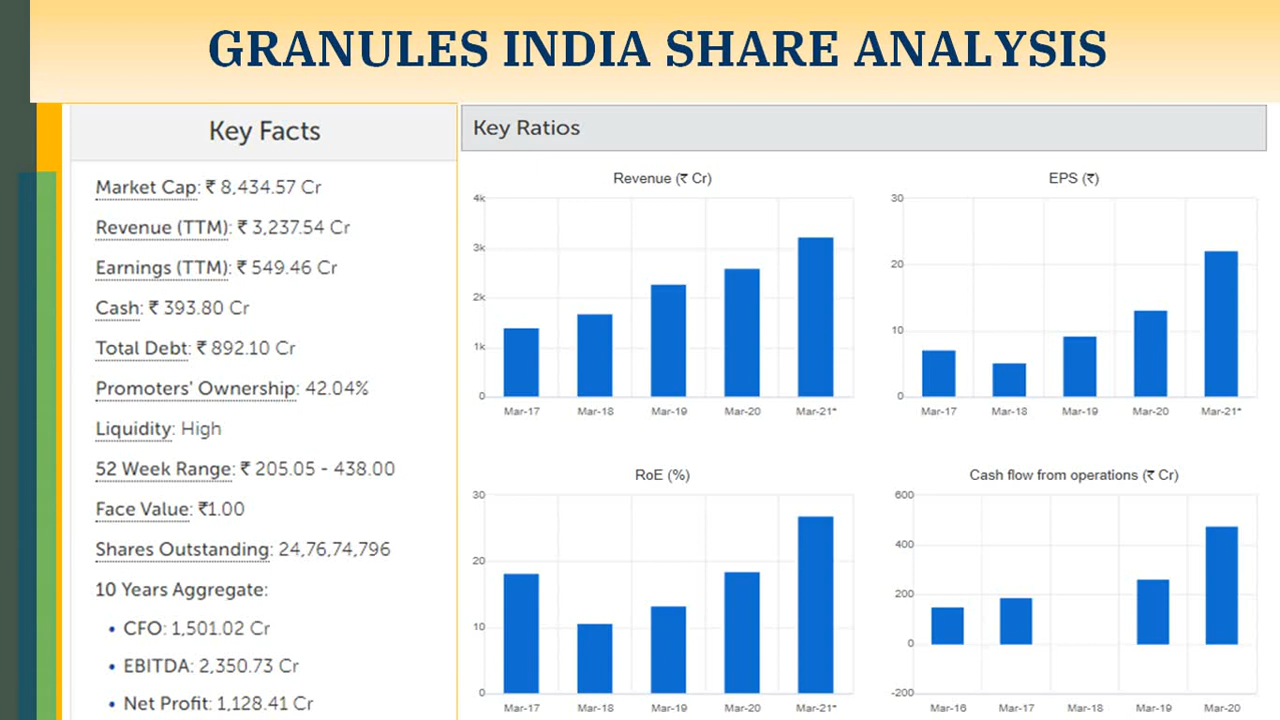 GRANULES INDIA SHARE ANALYSIS
Key Facts
Market Cap: ₹ 8,434.57 Cr
Revenue (TTM): ₹ 3,237.54 Cr
Earnings (TTM): ₹ 549.46 Cr
Cash: ₹ 393.80 Cr
Total Debt: ₹ 892.10 Cr
Promoters' Ownership: 42.04%
Liquidity: High
52 Week Range: ₹ 205.05 - 438.00
Face Value: ₹1.00
Shares Outstanding: 24,76,74,796
10 Years Aggregate:
• CFO: 1,501.02 Cr
• EBITDA: 2,350.73 Cr
• Net Profit: 1,128.41 Cr
Key Ratios
Revenue (₹ Cr)
4k
3k
2k
1k
0
Mar-17 Mar-18 Mar-19 Mar-20 Mar-21*
EPS (₹)
30
20
10
0
Mar-17 Mar-18 Mar-19 Mar-20 Mar-21*
RoE (%)
30
20
10
0
Mar-17 Mar-18 Mar-19 Mar-20 Mar-21*
Cash flow from operations (₹ Cr)
600
400
200
0
-200
Mar-16 Mar-17 Mar-18 Mar-19 Mar-20